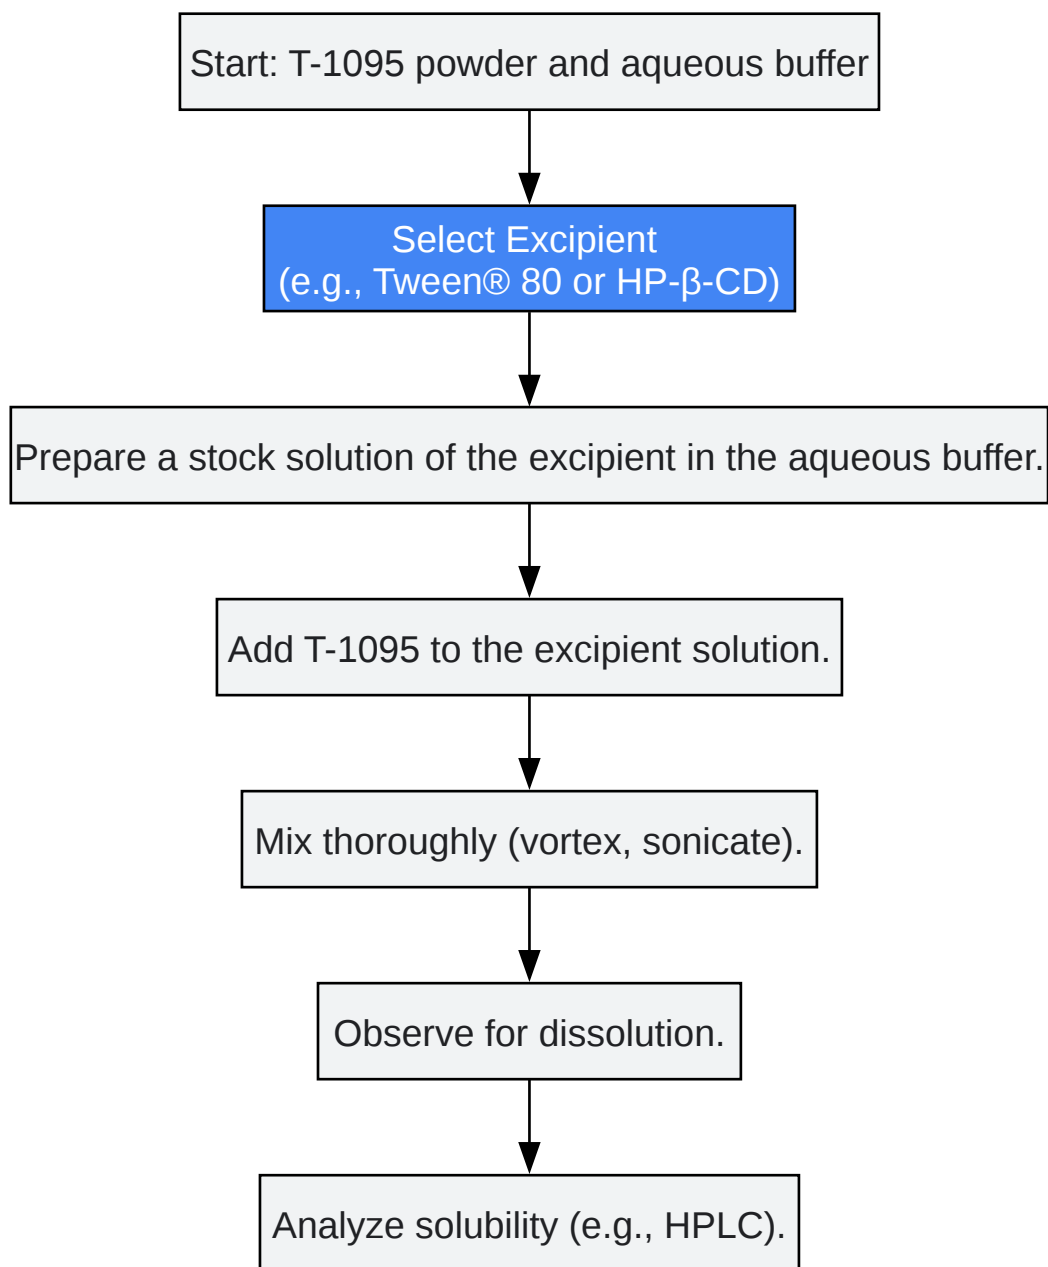 Start: T-1095 powder and aqueous buffer
Select Excipient
(e.g., Tween® 80 or HP-β-CD)
Prepare a stock solution of the excipient in the aqueous buffer.
Add T-1095 to the excipient solution.
Mix thoroughly (vortex, sonicate).
Observe for dissolution.
Analyze solubility (e.g., HPLC).